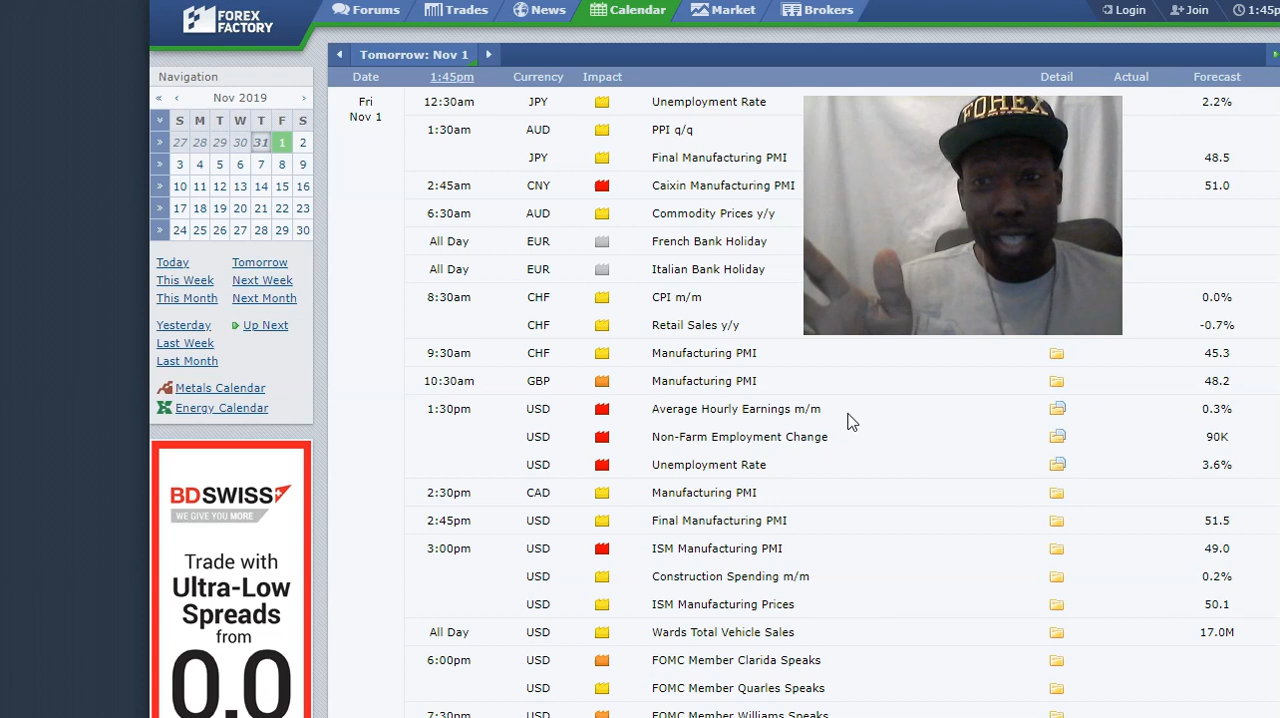 FOREX
FACTORY
Forums
Trades
News
Calendar
Market
Brokers
Login
Join
1:45p
Navigation
« ‹ Nov 2019 ›
S M T W T F S
27 28 29 30 31 1 2
3 4 5 6 7 8 9
10 11 12 13 14 15 16
17 18 19 20 21 22 23
24 25 26 27 28 29 30
Today Tomorrow
This Week Next Week
This Month Next Month
Yesterday Up Next
Last Week
Last Month
Metals Calendar
Energy Calendar
BDSWISS
WE GIVE YOU MORE
Trade with
Ultra-Low
Spreads
from
0.0
Tomorrow: Nov 1
Date 1:45pm Currency Impact Detail Actual Forecast
Fri
Nov 1
12:30am JPY Unemployment Rate 2.2%
1:30am AUD PPI q/q
JPY Final Manufacturing PMI 48.5
2:45am CNY Caixin Manufacturing PMI 51.0
6:30am AUD Commodity Prices y/y
All Day EUR French Bank Holiday
All Day EUR Italian Bank Holiday
8:30am CHF CPI m/m 0.0%
CHF Retail Sales y/y -0.7%
9:30am CHF Manufacturing PMI 45.3
10:30am GBP Manufacturing PMI 48.2
1:30pm USD Average Hourly Earnings m/m 0.3%
USD Non-Farm Employment Change 90K
USD Unemployment Rate 3.6%
2:30pm CAD Manufacturing PMI
2:45pm USD Final Manufacturing PMI 51.5
3:00pm USD ISM Manufacturing PMI 49.0
USD Construction Spending m/m 0.2%
USD ISM Manufacturing Prices 50.1
All Day USD Wards Total Vehicle Sales 17.0M
6:00pm USD FOMC Member Clarida Speaks
USD FOMC Member Quarles Speaks
7:30pm USD FOMC Member Williams Speaks
FOREX